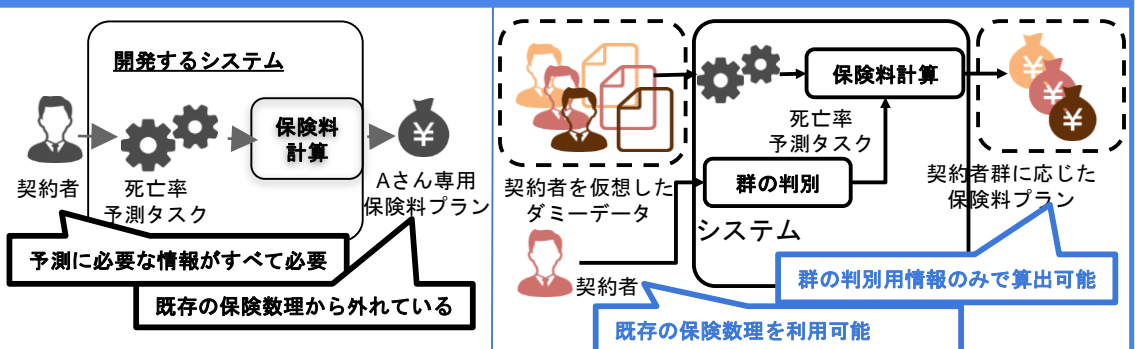 開発するシステム
保険料
計算
契約者
死亡率
予測タスク
Aさん専用
保険料プラン
¥
予測に必要な情報がすべて必要
既存の保険数理から外れている
保険料計算
死亡率
予測タスク
群の判別
システム
契約者を仮想した
ダミーデータ
契約者
¥
¥
¥
契約者群に応じた
保険料プラン
群の判別用情報のみで算出可能
既存の保険数理を利用可能